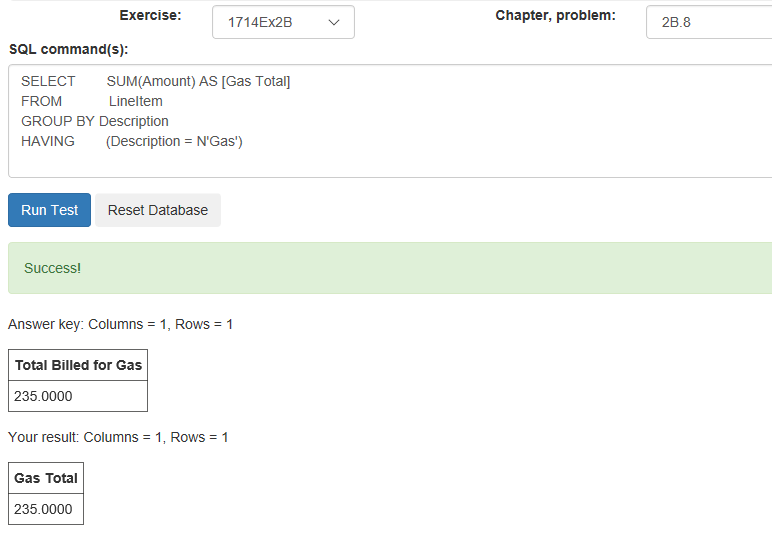 Exercise: 1714Ex2B Chapter, problem: 2B.8
SQL command(s):
SELECT SUM(Amount) AS [Gas Total]
FROM LineItem
GROUP BY Description
HAVING (Description = N'Gas')
Run Test Reset Database
Success!
Answer key: Columns = 1, Rows = 1
Total Billed for Gas
235.0000
Your result: Columns = 1, Rows = 1
Gas Total
235.0000